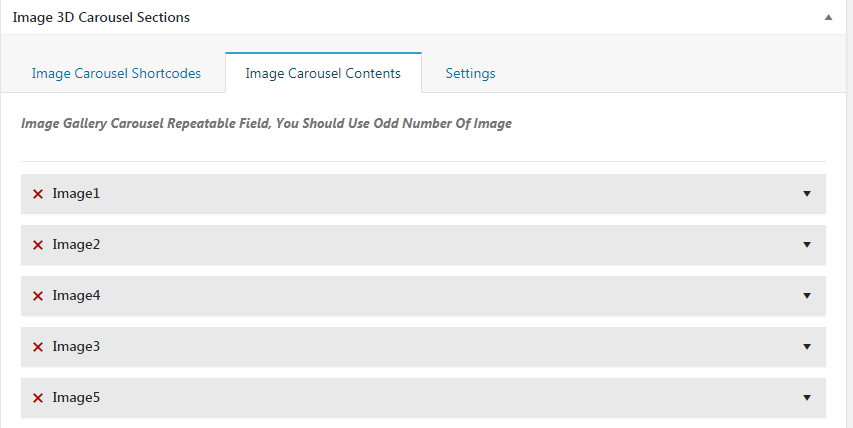 Image 3D Carousel Sections
Image Carousel Shortcodes Image Carousel Contents Settings
Image Gallery Carousel Repeatable Field, You Should Use Odd Number Of Image
Image1
Image2
Image4
Image3
Image5